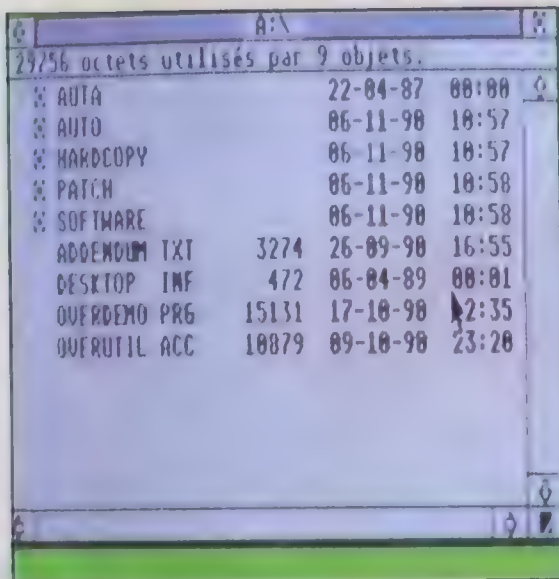 A:\
29756 octets utilisés par 9 objets.
AUTA 22-04-87 00:00
AUTO 06-11-90 10:57
HARDCOPY 06-11-90 10:57
PATCH 06-11-90 10:58
SOFTWARE 06-11-90 10:58
ADDENDUM TXT 3274 26-09-90 16:55
DESKTOP INF 472 06-04-89 00:01
OVERDEMO PRG 15131 17-10-90
OVERUTIL ACC 10879 09-10-90 23:20